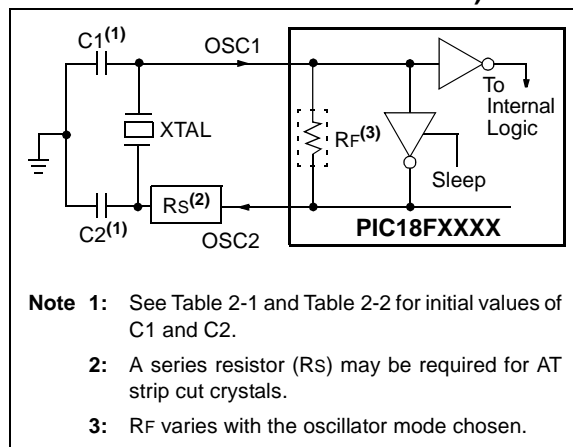 C1(1)
OSC1
To
Internal
Logic
XTAL
RF(3)
Sleep
C2(1)
RS(2)
OSC2
PIC18FXXXX
Note 1: See Table 2-1 and Table 2-2 for initial values of
C1 and C2.
2: A series resistor (RS) may be required for AT
strip cut crystals.
3: RF varies with the oscillator mode chosen.